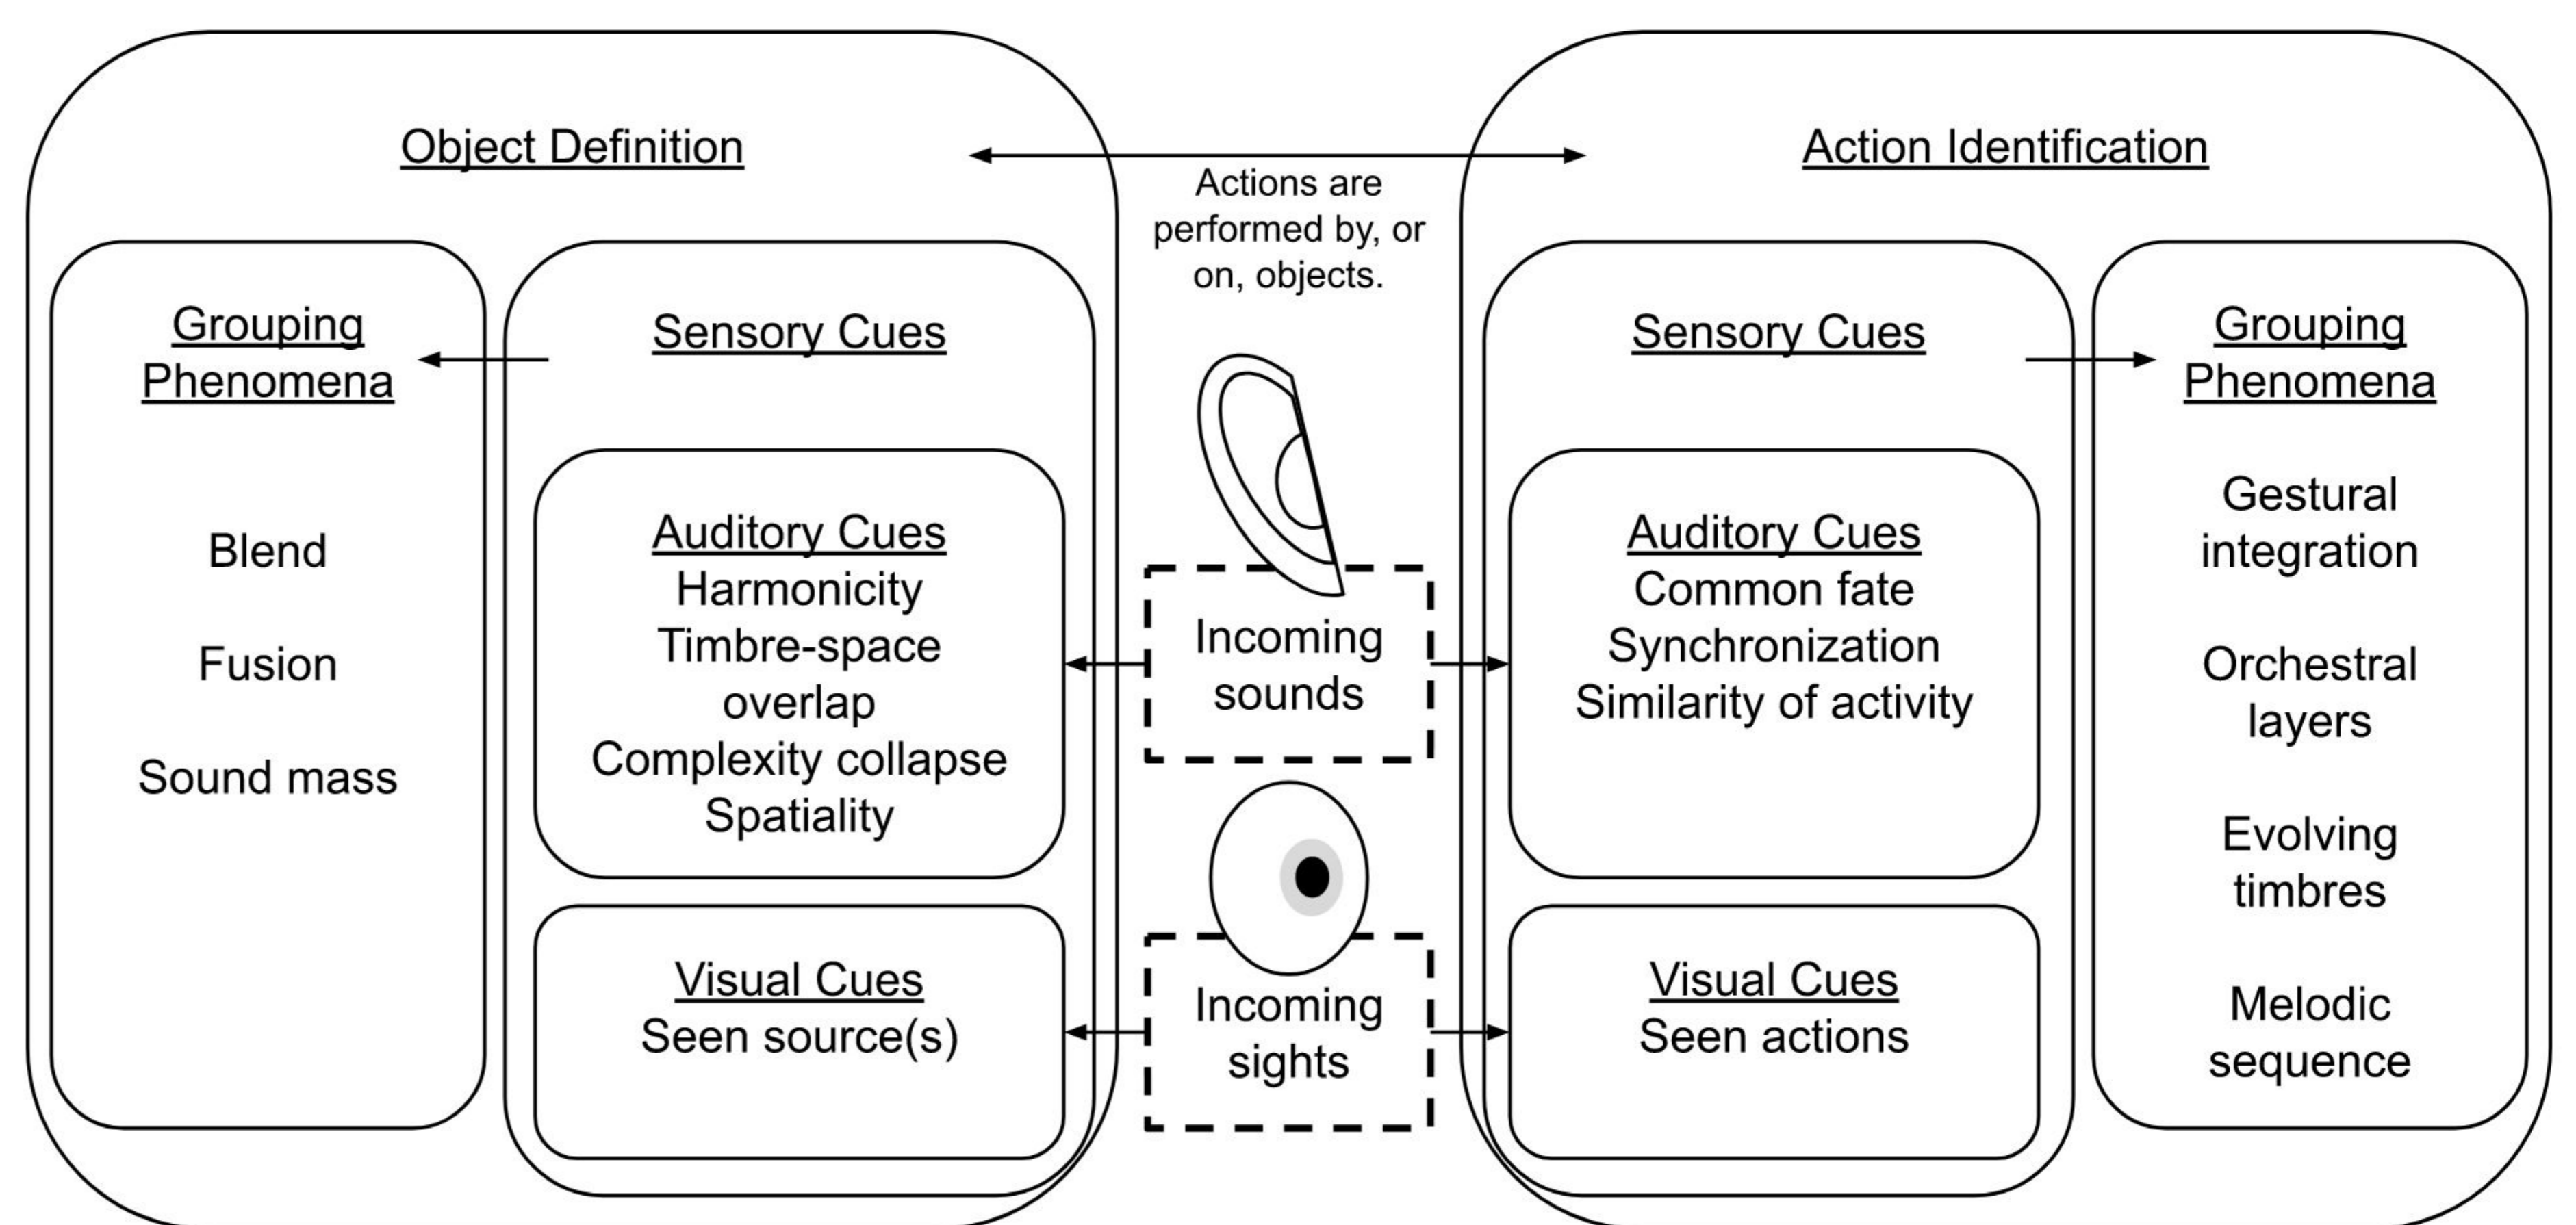 Object Definition
Grouping
Phenomena
Blend
Fusion
Sound mass
Sensory Cues
Auditory Cues
Harmonicity
Timbre-space
overlap
Complexity collapse
Spatiality
Visual Cues
Seen source(s)
Actions are
performed by, or
on, objects.
Incoming
sounds
Incoming
sights
Action Identification
Sensory Cues
Auditory Cues
Common fate
Synchronization
Similarity of activity
Visual Cues
Seen actions
Grouping
Phenomena
Gestural
integration
Orchestral
layers
Evolving
timbres
Melodic
sequence